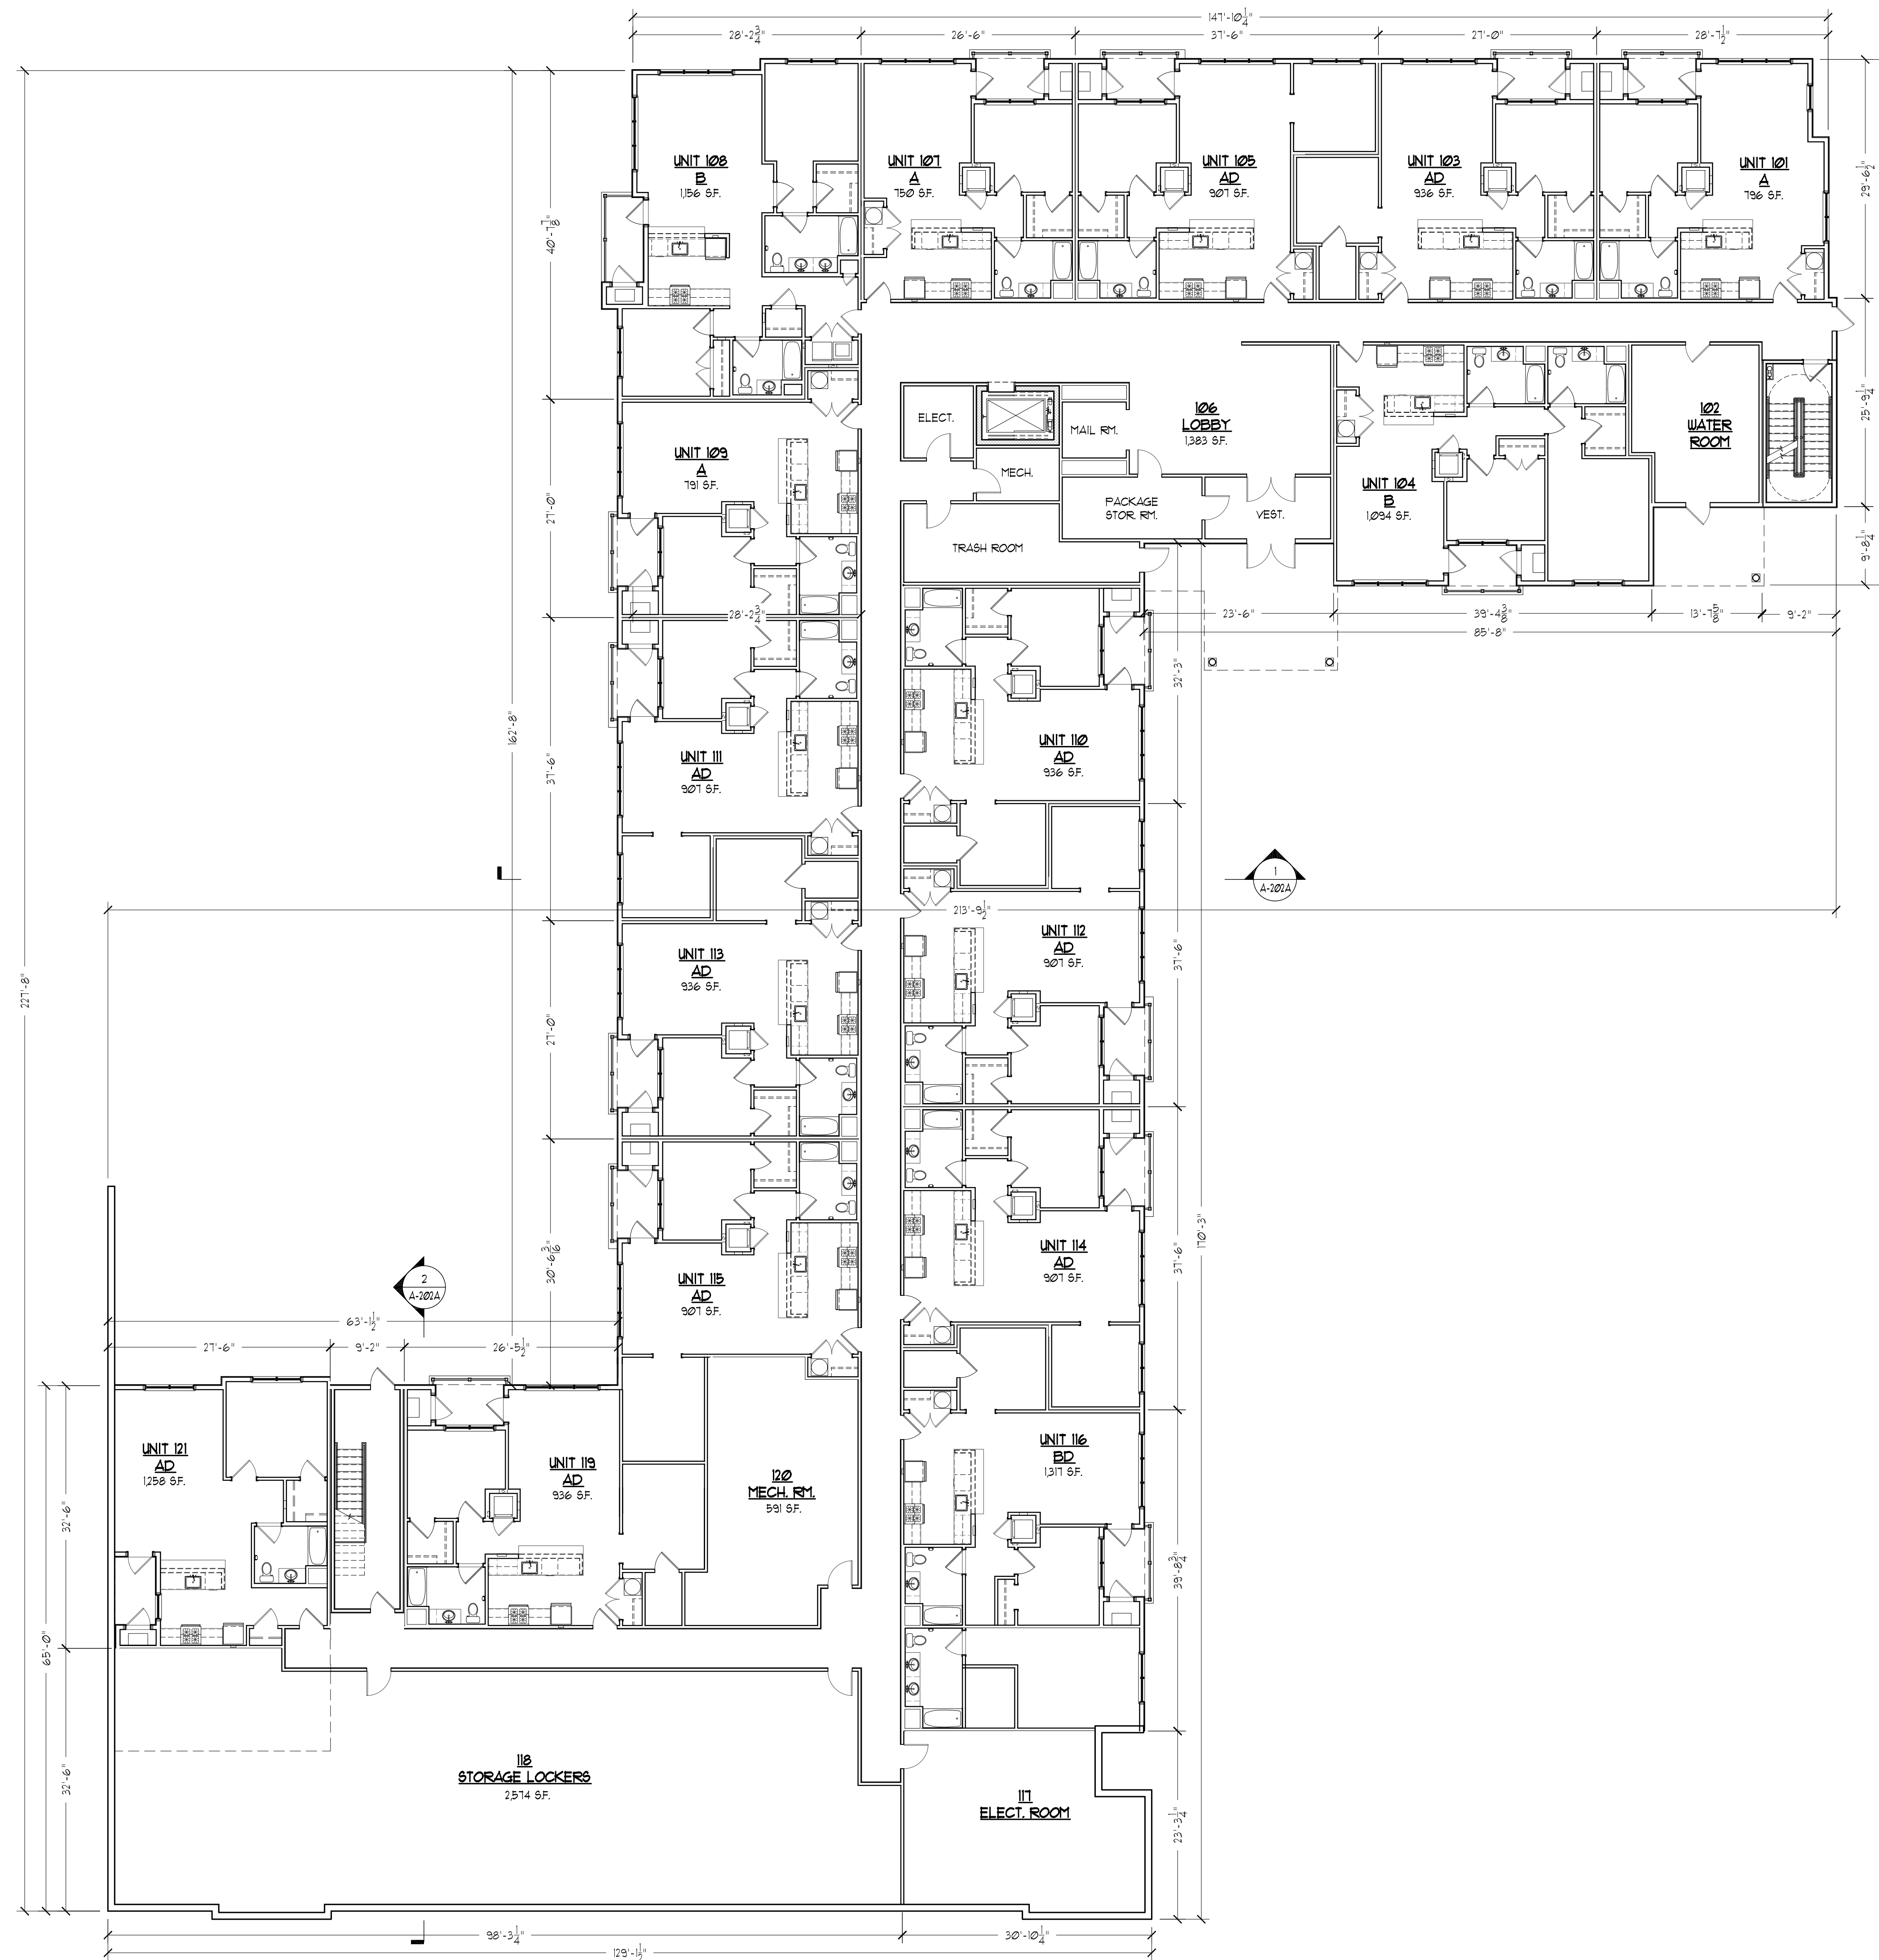 147'-10 1/4"
28'-2 3/4"
26'-6"
37'-6"
27'-0"
28'-7 1/2"
UNIT 108
B
1,156 S.F.
UNIT 107
A
750 S.F.
UNIT 105
AD
907 S.F.
UNIT 103
AD
936 S.F.
UNIT 101
A
796 S.F.
29'-6 1/2"
40'-7 1/8"
106
LOBBY
1,383 S.F.
102
WATER
ROOM
25'-9 1/4"
ELECT.
MAIL RM.
MECH.
UNIT 109
A
791 S.F.
UNIT 104
B
1,094 S.F.
PACKAGE
STOR. RM.
VEST.
TRASH ROOM
27'-0"
9'-8 1/4"
28'-2 3/4"
23'-6"
39'-4 3/8"
13'-7 5/8"
9'-2"
85'-8"
32'-3"
162'-8"
UNIT 111
AD
907 S.F.
UNIT 110
AD
936 S.F.
37'-6"
1
A-202A
213'-9 1/2"
UNIT 113
AD
936 S.F.
UNIT 112
AD
907 S.F.
37'-6"
227'-8"
27'-0"
170'-3"
UNIT 114
AD
907 S.F.
37'-6"
30'-6 3/16"
UNIT 115
AD
907 S.F.
2
A-202A
63'-1 1/2"
27'-6"
9'-2"
26'-5 1/2"
UNIT 121
AD
1,258 S.F.
UNIT 119
AD
936 S.F.
120
MECH. RM.
591 S.F.
UNIT 116
BD
1,317 S.F.
32'-6"
39'-8 3/4"
65'-0"
32'-6"
118
STORAGE LOCKERS
2,574 S.F.
117
ELECT. ROOM
23'-3 1/4"
98'-3 1/4"
30'-10 1/4"
129'-1 1/2"